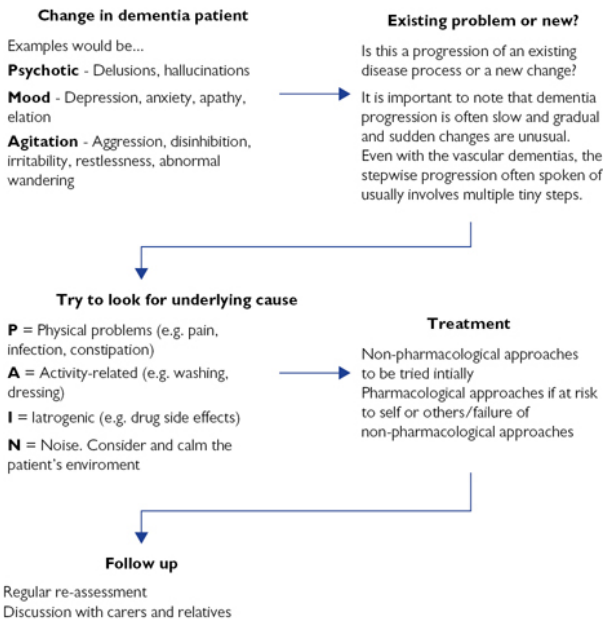 Change in dementia patient
Examples would be...
Psychotic - Delusions, hallucinations
Mood - Depression, anxiety, apathy,
elation
Agitation - Aggression, disinhibition,
irritability, restlessness, abnormal
wandering
Existing problem or new?
Is this a progression of an existing
disease process or a new change?
It is important to note that dementia
progression is often slow and gradual
and sudden changes are unusual.
Even with the vascular dementias, the
stepwise progression often spoken of
usually involves multiple tiny steps.
Try to look for underlying cause
P = Physical problems (e.g. pain,
infection, constipation)
A = Activity-related (e.g. washing,
dressing)
I = Iatrogenic (e.g. drug side effects)
N = Noise. Consider and calm the
patient's enviroment
Treatment
Non-pharmacological approaches
to be tried intially
Pharmacological approaches if at risk
to self or others/failure of
non-pharmacological approaches
Follow up
Regular re-assessment
Discussion with carers and relatives